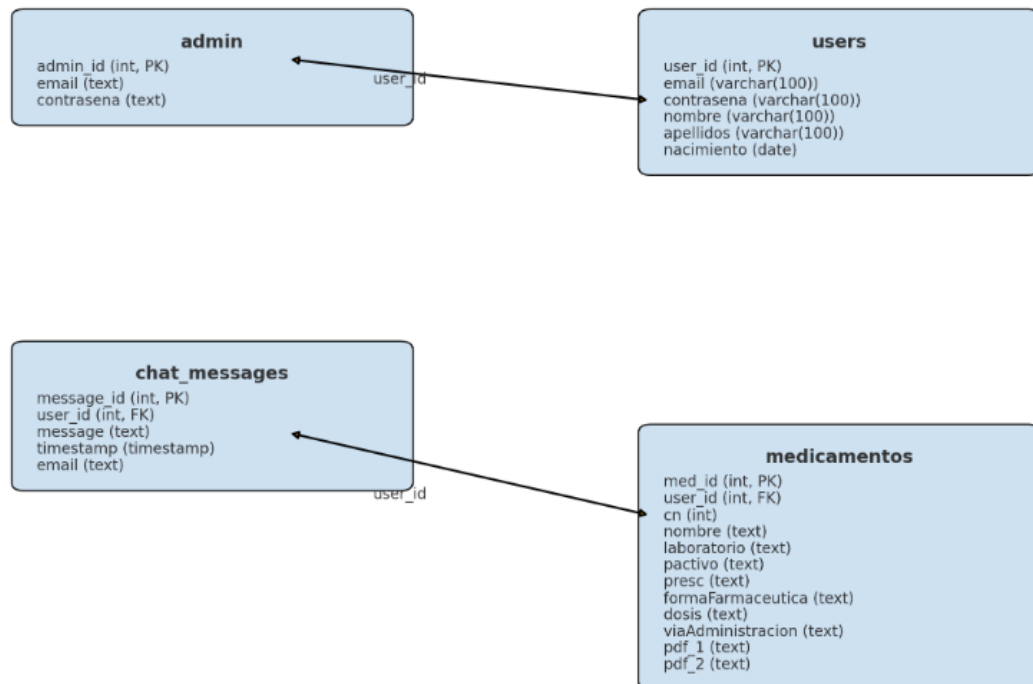 admin
admin_id (int, PK)
email (text)
contrasena (text)
user_id
users
user_id (int, PK)
email (varchar(100))
contrasena (varchar(100))
nombre (varchar(100))
apellidos (varchar(100))
nacimiento (date)
chat_messages
message_id (int, PK)
user_id (int, FK)
message (text)
timestamp (timestamp)
email (text)
user_id
medicamentos
med_id (int, PK)
user_id (int, FK)
cn (int)
nombre (text)
laboratorio (text)
pactivo (text)
presc (text)
formaFarmaceutica (text)
dosis (text)
viaAdministracion (text)
pdf_1 (text)
pdf_2 (text)